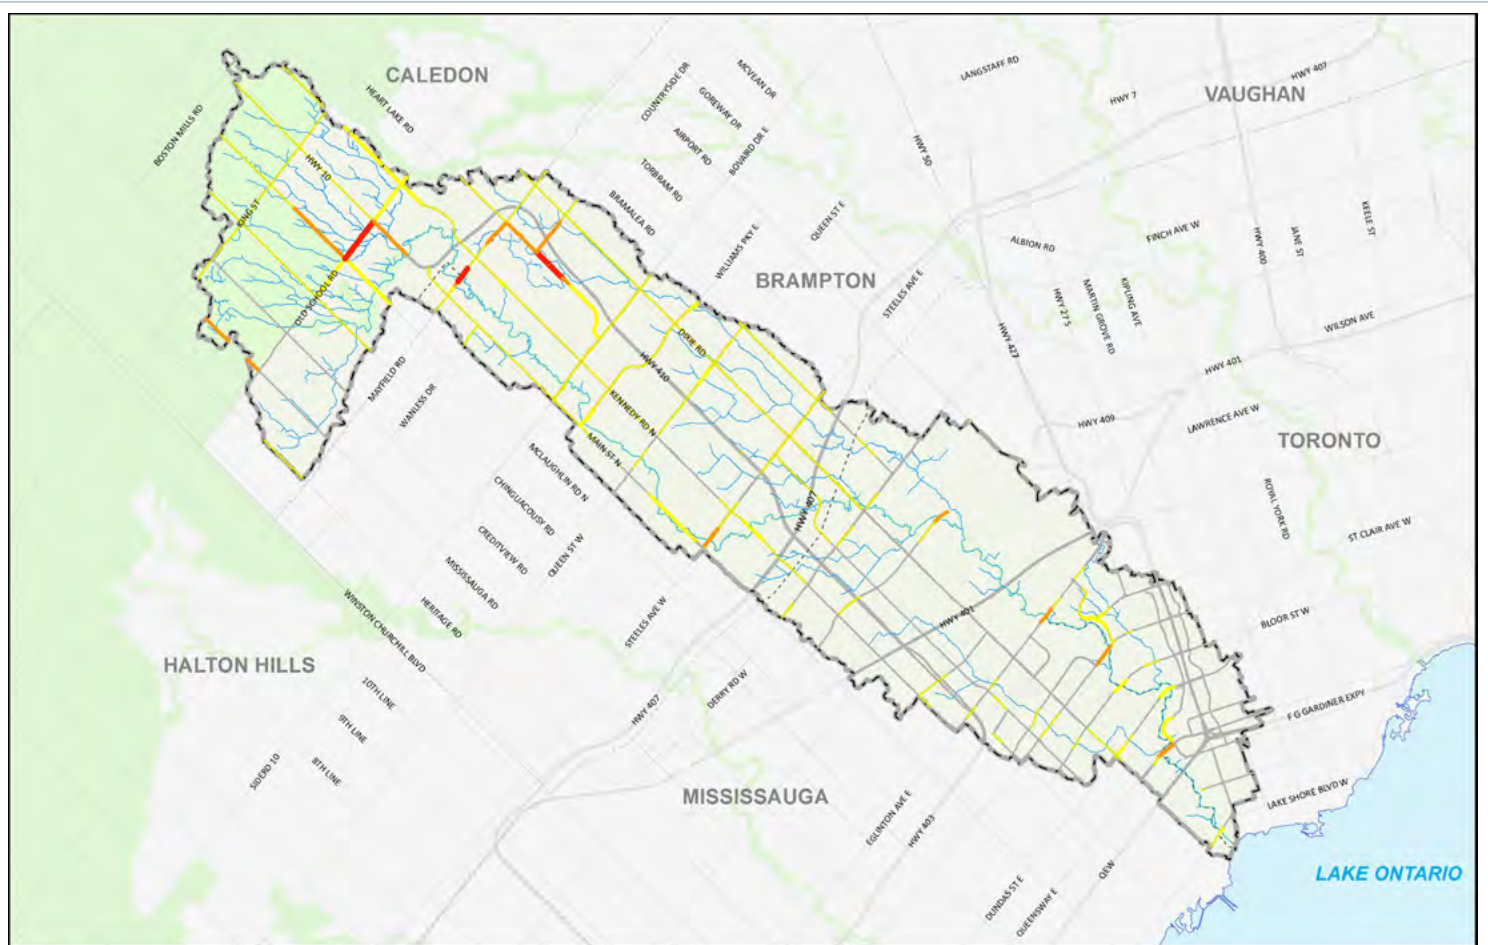 CALEDON
MCVEAN DR
COUNTRYSIDE DR
LANGSTAFF RD
HWY 407
VAUGHAN
HEART LAKE RD
GOREWAY DR
HWY 7
BOSTON MILLS RD
AIRPORT RD
BOVARD DR E
HWY 50
HWY 10
TORBRAM RD
KING ST
BRAMALEA RD
QUEEN ST E
KEELE ST
WILLIAMS PKY E
ALBION RD
FINCH AVE W
HWY 400
JANE ST
BRAMPTON
STEELES AVE E
OLD SCHOOL RD
HWY 27 S
MARTIN GROVE RD
KIPLING AVE
HWY 427
WILSON AVE
DIXIE RD
MAYFIELD RD
HWY 410
HWY 401
WANLESS DR
KENNEDY RD N
HWY 409
LAWRENCE AVE W
MAIN ST N
TORONTO
MCLAUGHLIN RD N
CHINGUACOUSY RD
HWY 407
ROYAL YORK RD
CREDITVIEW RD
QUEEN ST W
ST CLAIR AVE W
MISSISSAUGA RD
WINSTON CHURCHILL BLVD
HERITAGE RD
STEELES AVE W
HWY 401
BLOOR ST W
HALTON HILLS
10TH LINE
DERRY RD W
HWY 407
F G GARDINER EXPY
9TH LINE
SIDERD 10
8TH LINE
MISSISSAUGA
LAKE SHORE BLVD W
EGLINTON AVE E
HWY 403
QEW
LAKE ONTARIO
DUNDAS ST E
QUEENSWAY E